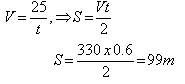 V = 25/t, ⇒ S = Vt/2
S = 330 x 0.6/2 = 99m